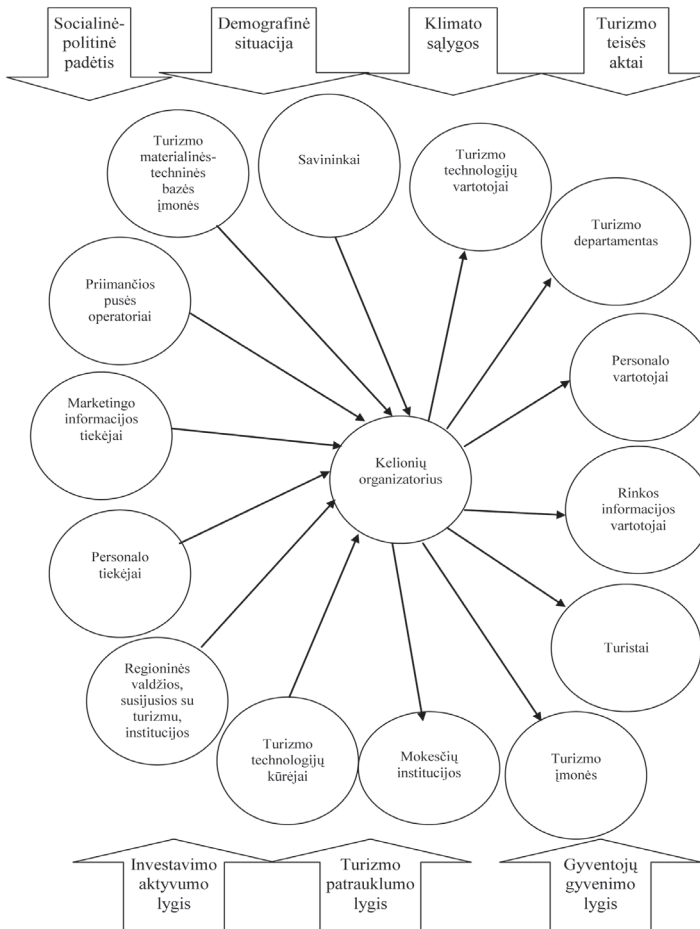 Socialinė-
politinė
padėtis
Demografinė
situacija
Klimato
sąlygos
Turizmo
teisės
aktai
Turizmo
materialinės-
techninės
bazės
įmonės
Savininkai
Turizmo
technologijų
vartotojai
Turizmo
departamentas
Priimančios
pusės
operatoriai
Personalo
vartotojai
Marketingo
informacijos
tiekėjai
Kelionių
organizatorius
Rinkos
informacijos
vartotojai
Personalo
tiekėjai
Turistai
Regioninės
valdžios,
susijusios su
turizmu,
institucijos
Turizmo
technologijų
kūrėjai
Mokesčių
institucijos
Turizmo
įmonės
Investavimo
aktyvumo
lygis
Turizmo
patrauklumo
lygis
Gyventojų
gyvenimo
lygis